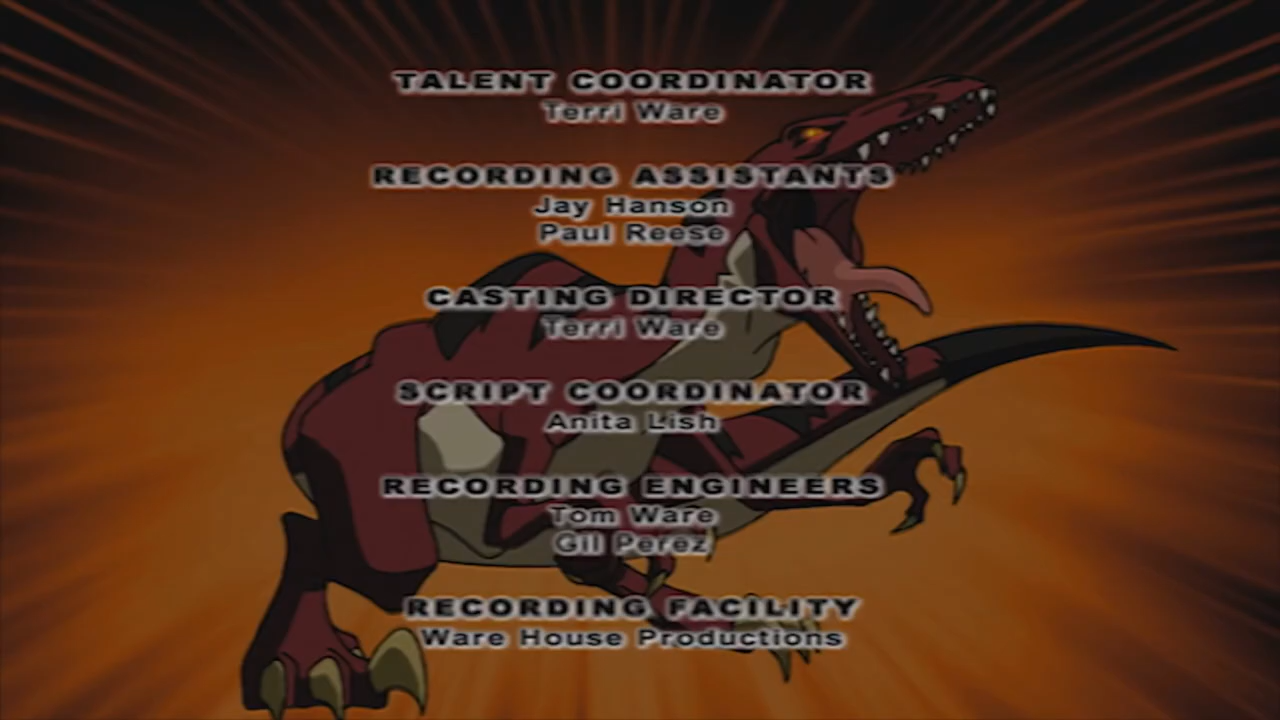 TALENT COORDINATOR
Terri Ware
RECORDING ASSISTANTS
Jay Hanson
Paul Reese
CASTING DIRECTOR
Terri Ware
SCRIPT COORDINATOR
Anita Lish
RECORDING ENGINEERS
Tom Ware
Gil Perez
RECORDING FACILITY
Ware House Productions